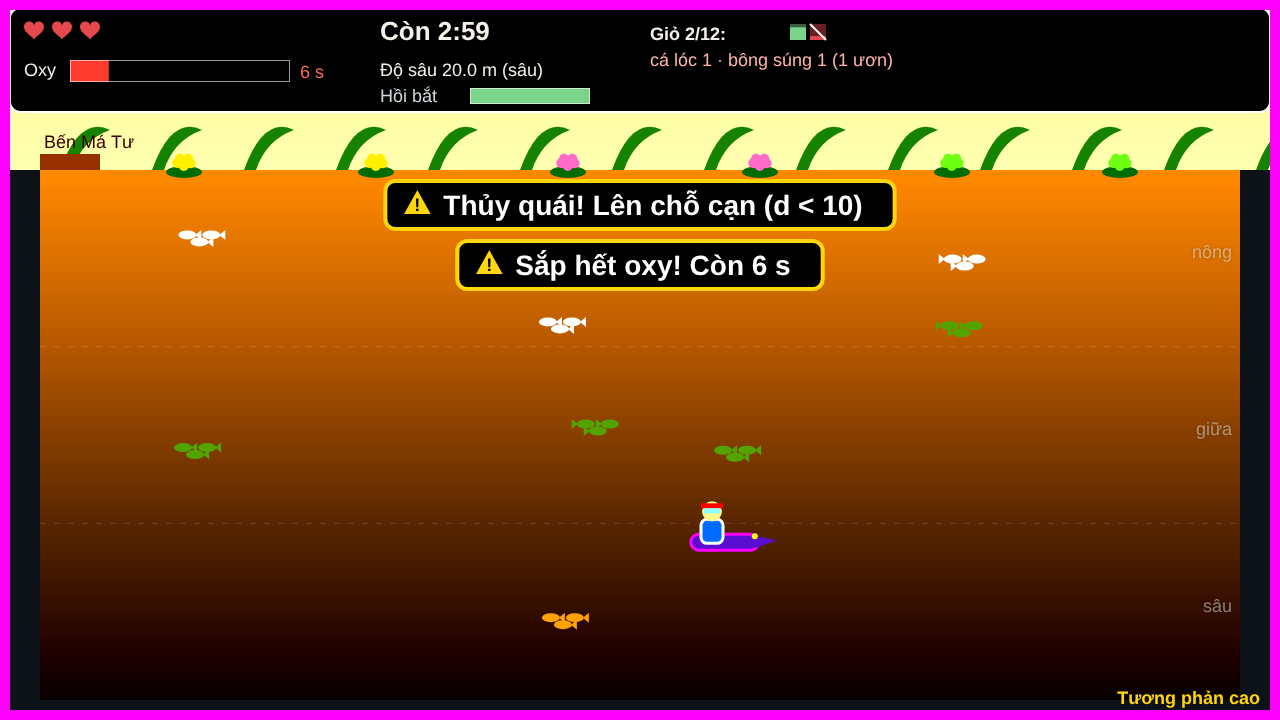 Còn 2:59
Oxy
6 s
Độ sâu 20.0 m (sâu)
Hồi bắt
Giỏ 2/12:
cá lóc 1 · bông súng 1 (1 ươn)
Bến Má Tư
! Thủy quái! Lên chỗ cạn (d < 10)
! Sắp hết oxy! Còn 6 s
nông
giữa
sâu
Tương phản cao